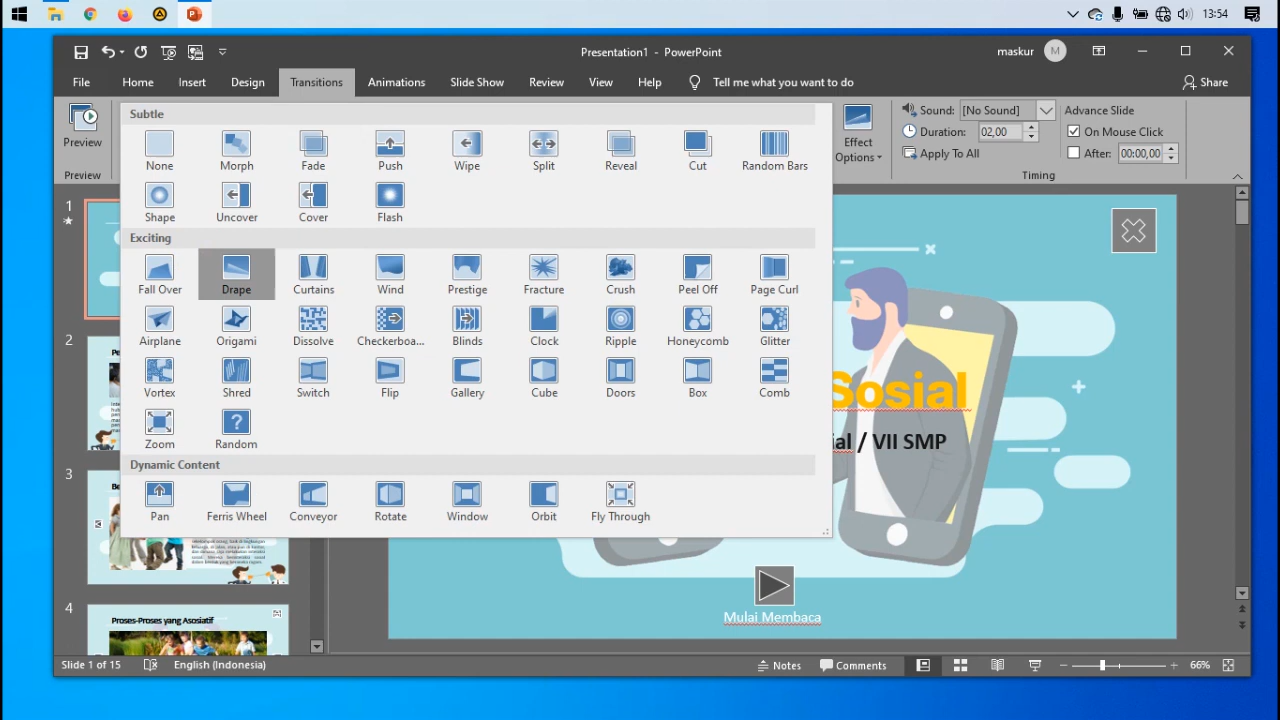 13:54
Presentation1 - PowerPoint
maskur
M
File Home Insert Design Transitions Animations Slide Show Review View Help Tell me what you want to do Share
Preview
Preview
Subtle
None Morph Fade Push Wipe Split Reveal Cut Random Bars
Shape Uncover Cover Flash
Exciting
Fall Over Drape Curtains Wind Prestige Fracture Crush Peel Off Page Curl
Airplane Origami Dissolve Checkerboa... Blinds Clock Ripple Honeycomb Glitter
Vortex Shred Switch Flip Gallery Cube Doors Box Comb
Zoom Random
Dynamic Content
Pan Ferris Wheel Conveyor Rotate Window Orbit Fly Through
Effect
Options
Sound: [No Sound]
Duration: 02,00
Apply To All
Advance Slide
On Mouse Click
After: 00:00,00
Timing
1
2
3
4
Proses-Proses yang Asosiatif
Sosial
ial / VII SMP
Mulai Membaca
Slide 1 of 15 English (Indonesia) Notes Comments 66%